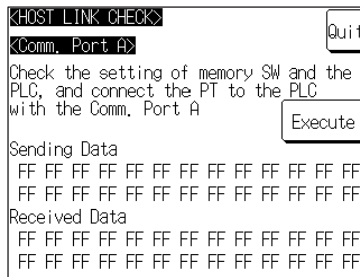 <HOST LINK CHECK>
Quit
<Comm. Port A>
Check the setting of memory SW and the
PLC, and connect the PT to the PLC
with the Comm. Port A
Execute
Sending Data
FF FF FF FF FF FF FF FF FF FF FF FF FF
FF FF FF FF FF FF FF FF FF FF FF FF FF
Received Data
FF FF FF FF FF FF FF FF FF FF FF FF FF
FF FF FF FF FF FF FF FF FF FF FF FF FF